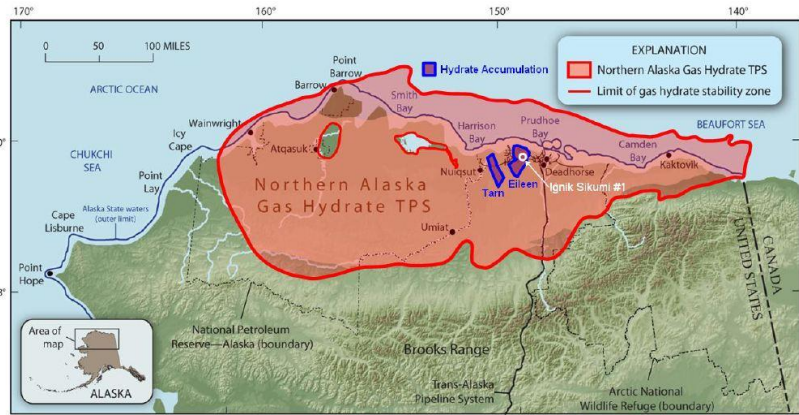 170°
160°
150°
140°
0
50
100 MILES
Point
Barrow
Barrow
ARCTIC OCEAN
Hydrate Accumulation
EXPLANATION
Northern Alaska Gas Hydrate TPS
Limit of gas hydrate stability zone
Smith
Bay
Wainwright
Harrison
Bay
Prudhoe
Bay
BEAUFORT SEA
Icy
Cape
0°
Atqasuk
Camden
Bay
CHUKCHI
SEA
Nuiqsut
Deadhorse
Kaktovik
Point
Lay
Northern Alaska
Gas Hydrate TPS
Tarn
Eileen
Ignik Sikumi #1
Alaska State waters
(outer limit)
Cape
Lisburne
Umiat
Point
Hope
CANADA
UNITED STATES
8°
Area of
map
ALASKA
National Petroleum
Reserve—Alaska (boundary)
Brooks Range
Trans-Alaska
Pipeline System
Arctic National
Wildlife Refuge (boundary)